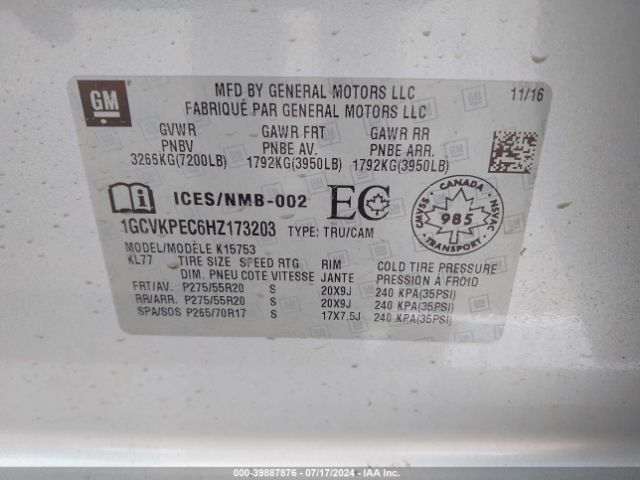 GM
MFD BY GENERAL MOTORS LLC
FABRIQUÉ PAR GENERAL MOTORS LLC
11/16
GVWR GAWR FRT GAWR RR
PNBV PNBE AV. PNBE ARR.
3266KG(7200LB) 1792KG(3950LB) 1792KG(3950LB)
ICES/NMB-002 EC
CANADA
CMVSS 985 NSVAC
TRANSPORT
1GCVKPEC6HZ173203 TYPE: TRU/CAM
MODEL/MODÈLE K15753
KL77 TIRE SIZE SPEED RTG RIM COLD TIRE PRESSURE
DIM. PNEU COTE VITESSE JANTE PRESSION À FROID
FRT/AV. P275/55R20 S 20X9J 240 KPA(35PSI)
RR/ARR. P275/55R20 S 20X9J 240 KPA(35PSI)
SPA/SOS P265/70R17 S 17X7.5J 240 KPA(35PSI)
000-39887876 | 07/17/2024 | IAA Inc.